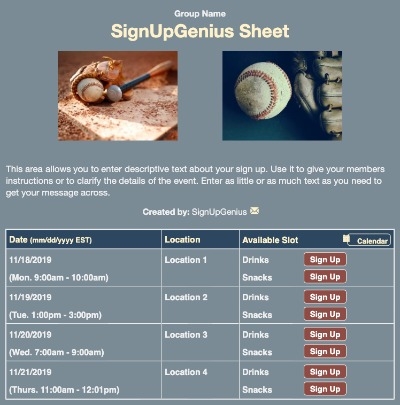 Group Name
SignUpGenius Sheet
This area allows you to enter descriptive text about your sign up. Use it to give your members
instructions or to clarify the details of the event. Enter as little or as much text as you need to
get your message across.
Created by: SignUpGenius
Date (mm/dd/yyyy EST) Location Available Slot Calendar
11/18/2019 Location 1 Drinks Sign Up
(Mon. 9:00am - 10:00am) Snacks Sign Up
11/19/2019 Location 2 Drinks Sign Up
(Tue. 1:00pm - 3:00pm) Snacks Sign Up
11/20/2019 Location 3 Drinks Sign Up
(Wed. 7:00am - 9:00am) Snacks Sign Up
11/21/2019 Location 4 Drinks Sign Up
(Thurs. 11:00am - 12:01pm) Snacks Sign Up